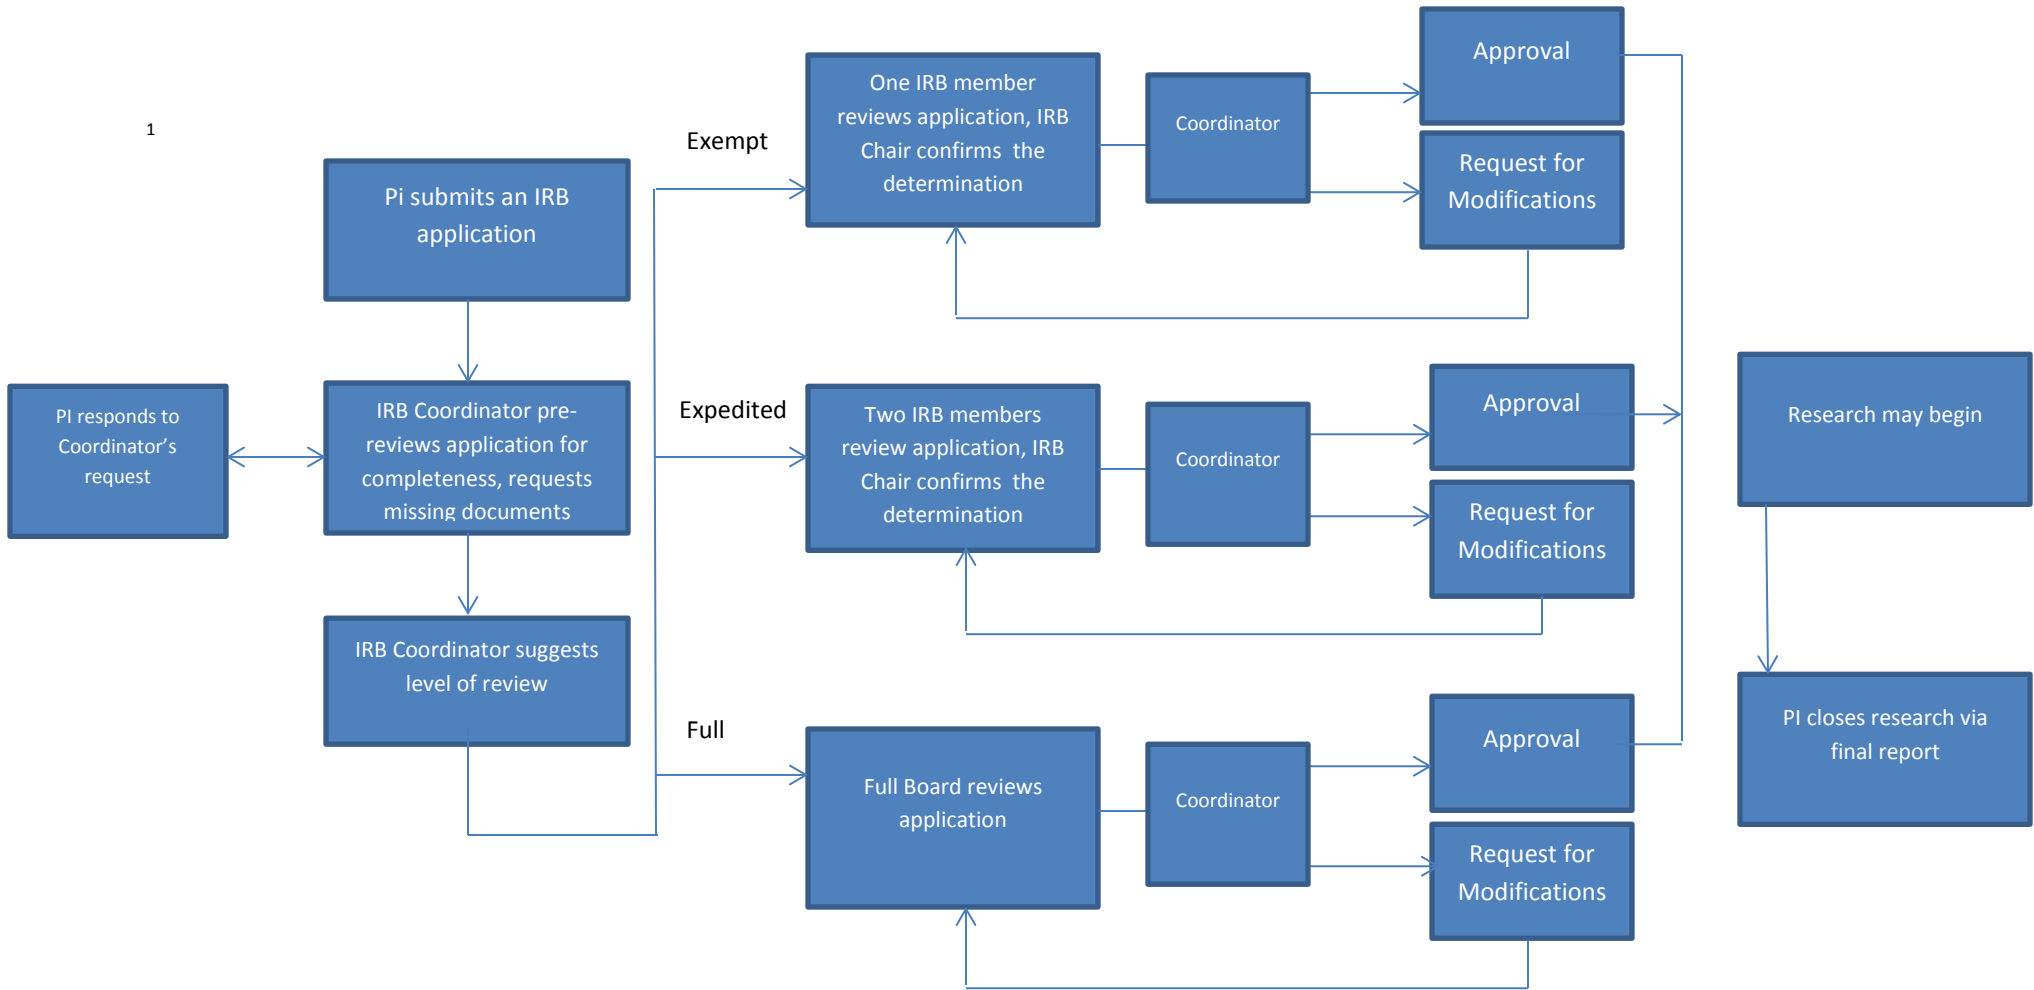 1
Pi submits an IRB
application
PI responds to
Coordinator’s
request
IRB Coordinator pre-
reviews application for
completeness, requests
missing documents
IRB Coordinator suggests
level of review
Exempt
One IRB member
reviews application, IRB
Chair confirms  the
determination
Coordinator
Approval
Request for
Modifications
Expedited
Two IRB members
review application, IRB
Chair confirms  the
determination
Coordinator
Approval
Request for
Modifications
Full
Full Board reviews
application
Coordinator
Approval
Request for
Modifications
Research may begin
PI closes research via
final report